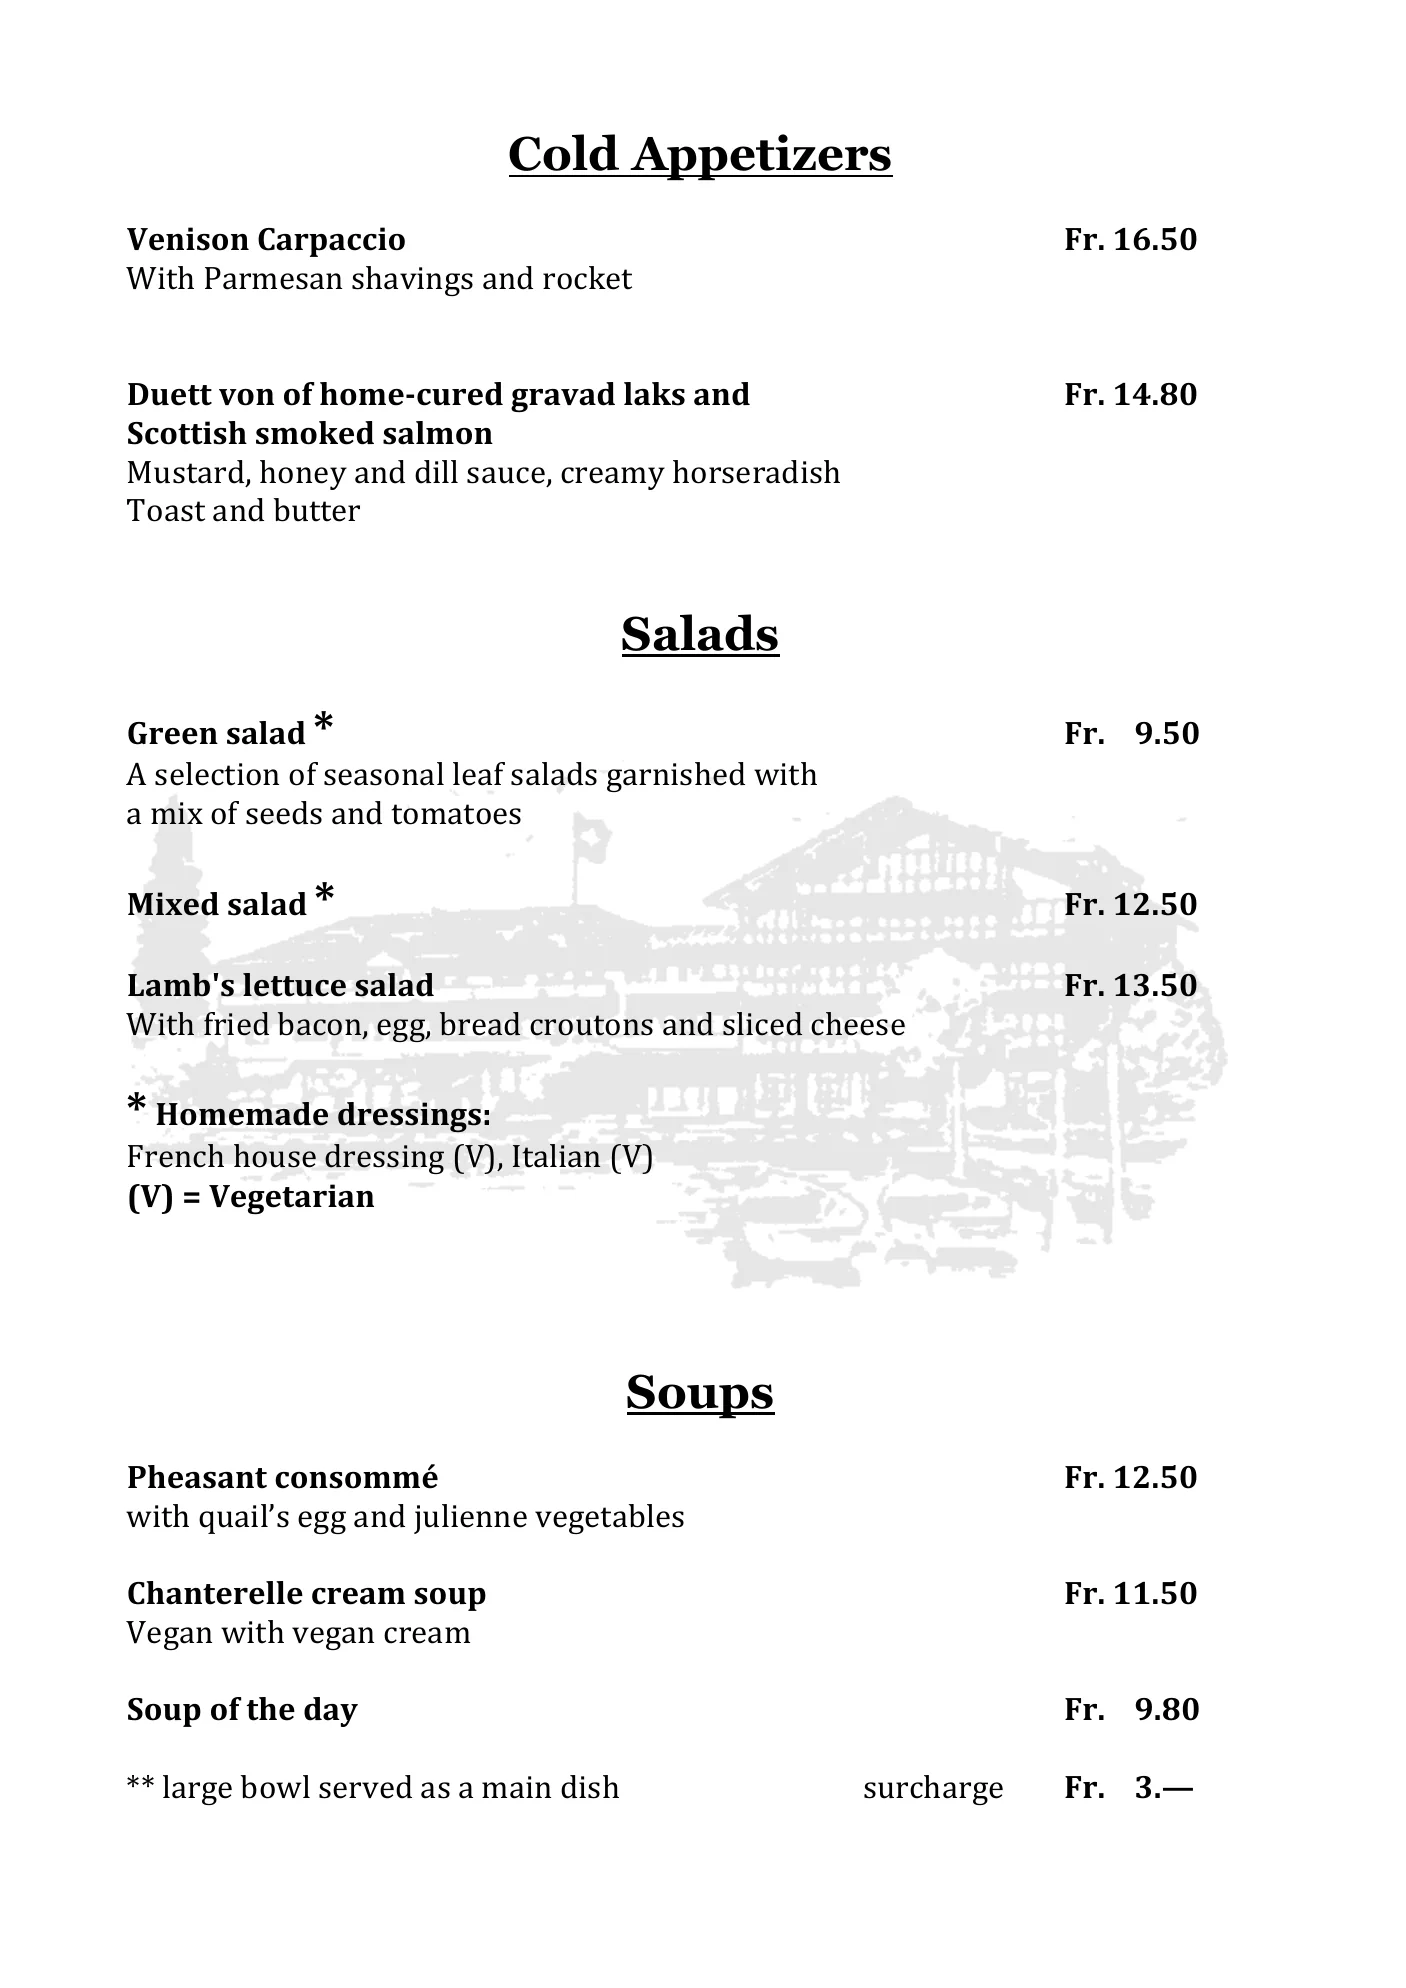 Cold Appetizers
Venison Carpaccio Fr. 16.50
With Parmesan shavings and rocket
Duett von of home-cured gravad laks and Fr. 14.80
Scottish smoked salmon
Mustard, honey and dill sauce, creamy horseradish
Toast and butter
Salads
Green salad * Fr. 9.50
A selection of seasonal leaf salads garnished with
a mix of seeds and tomatoes
Mixed salad * Fr. 12.50
Lamb's lettuce salad Fr. 13.50
With fried bacon, egg, bread croutons and sliced cheese
* Homemade dressings:
French house dressing (V), Italian (V)
(V) = Vegetarian
Soups
Pheasant consommé Fr. 12.50
with quail’s egg and julienne vegetables
Chanterelle cream soup Fr. 11.50
Vegan with vegan cream
Soup of the day Fr. 9.80
** large bowl served as a main dish surcharge Fr. 3.—